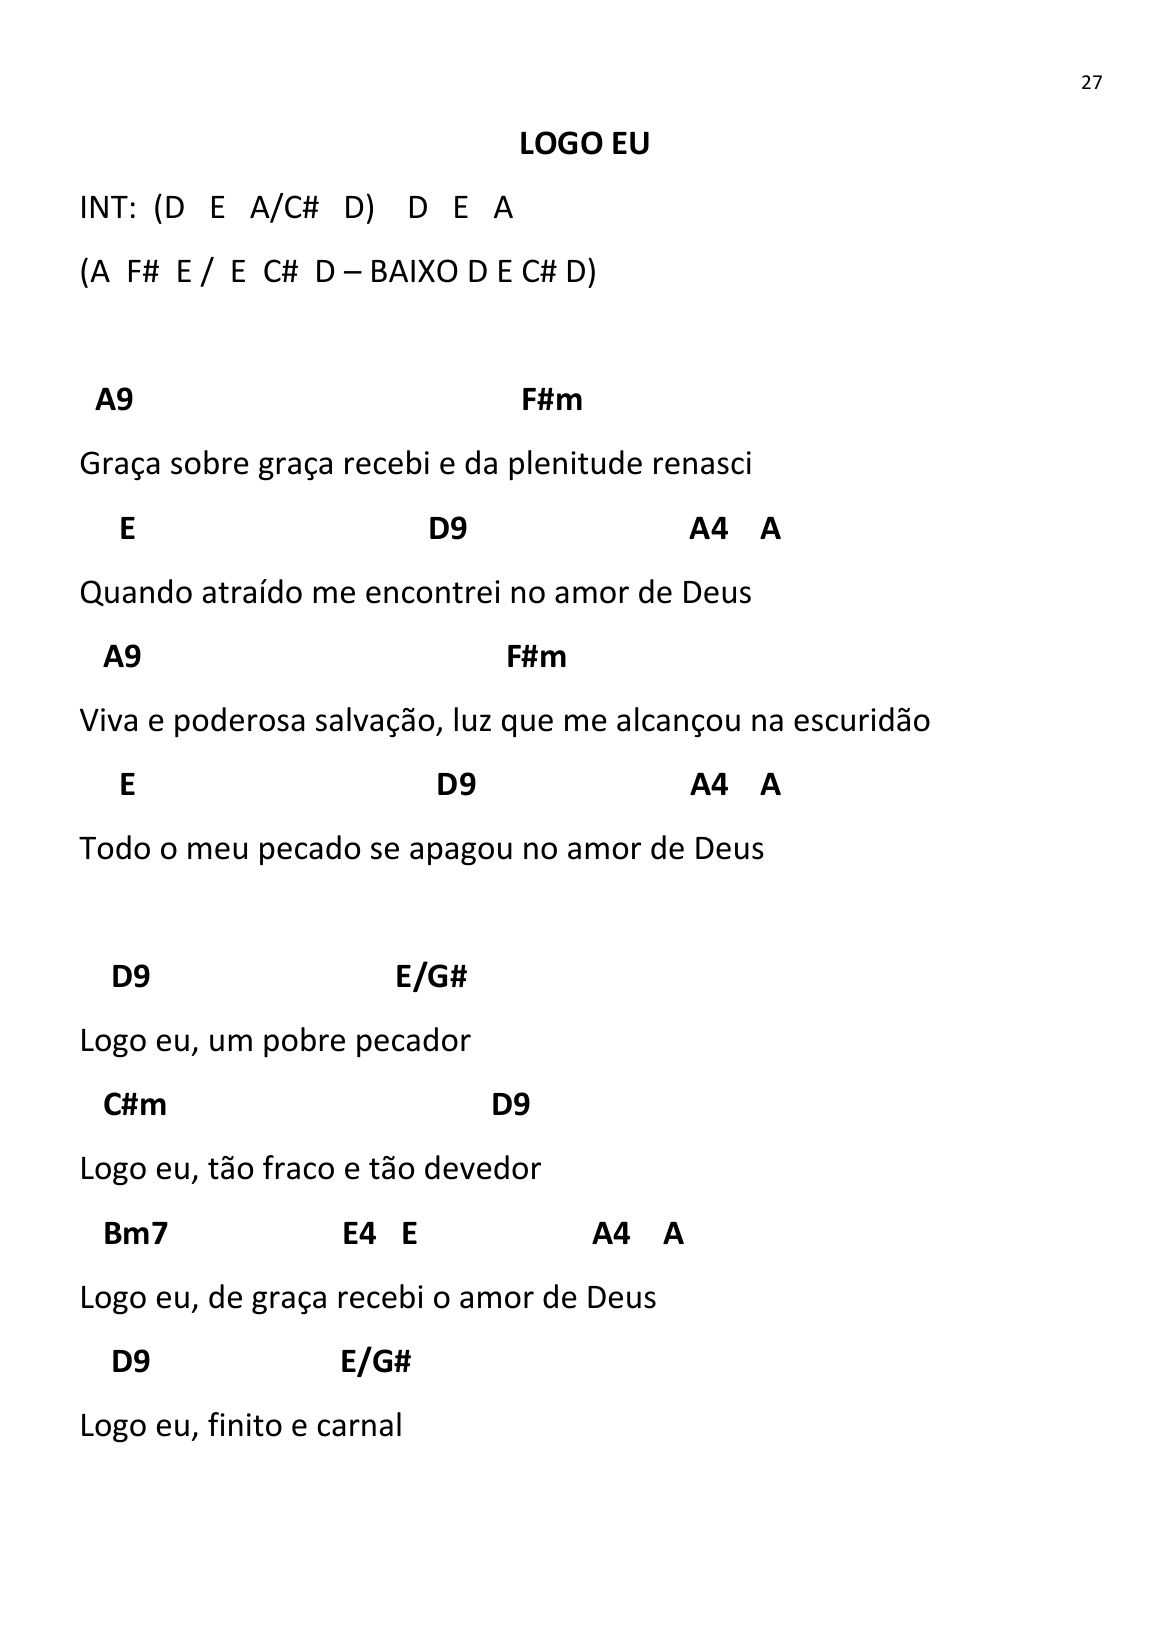 27
LOGO EU
INT: (D E A/C# D) D E A
(A F# E / E C# D – BAIXO D E C# D)
A9 F#m
Graça sobre graça recebi e da plenitude renasci
E D9 A4 A
Quando atraído me encontrei no amor de Deus
A9 F#m
Viva e poderosa salvação, luz que me alcançou na escuridão
E D9 A4 A
Todo o meu pecado se apagou no amor de Deus
D9 E/G#
Logo eu, um pobre pecador
C#m D9
Logo eu, tão fraco e tão devedor
Bm7 E4 E A4 A
Logo eu, de graça recebi o amor de Deus
D9 E/G#
Logo eu, finito e carnal